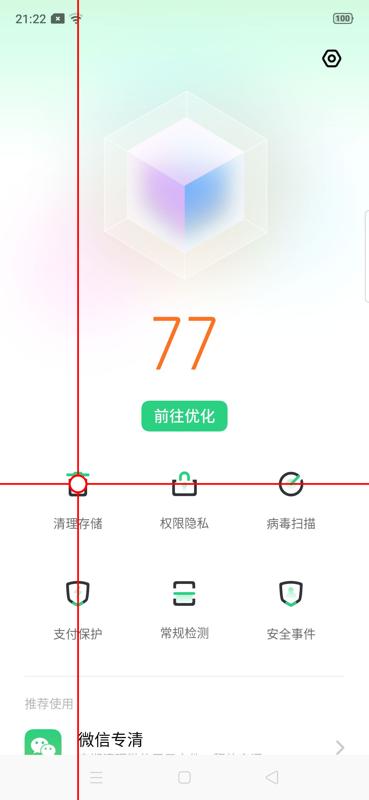 21:22
100
77
前往优化
清理存储
权限隐私
病毒扫描
支付保护
常规检测
安全事件
推荐使用
微信专清